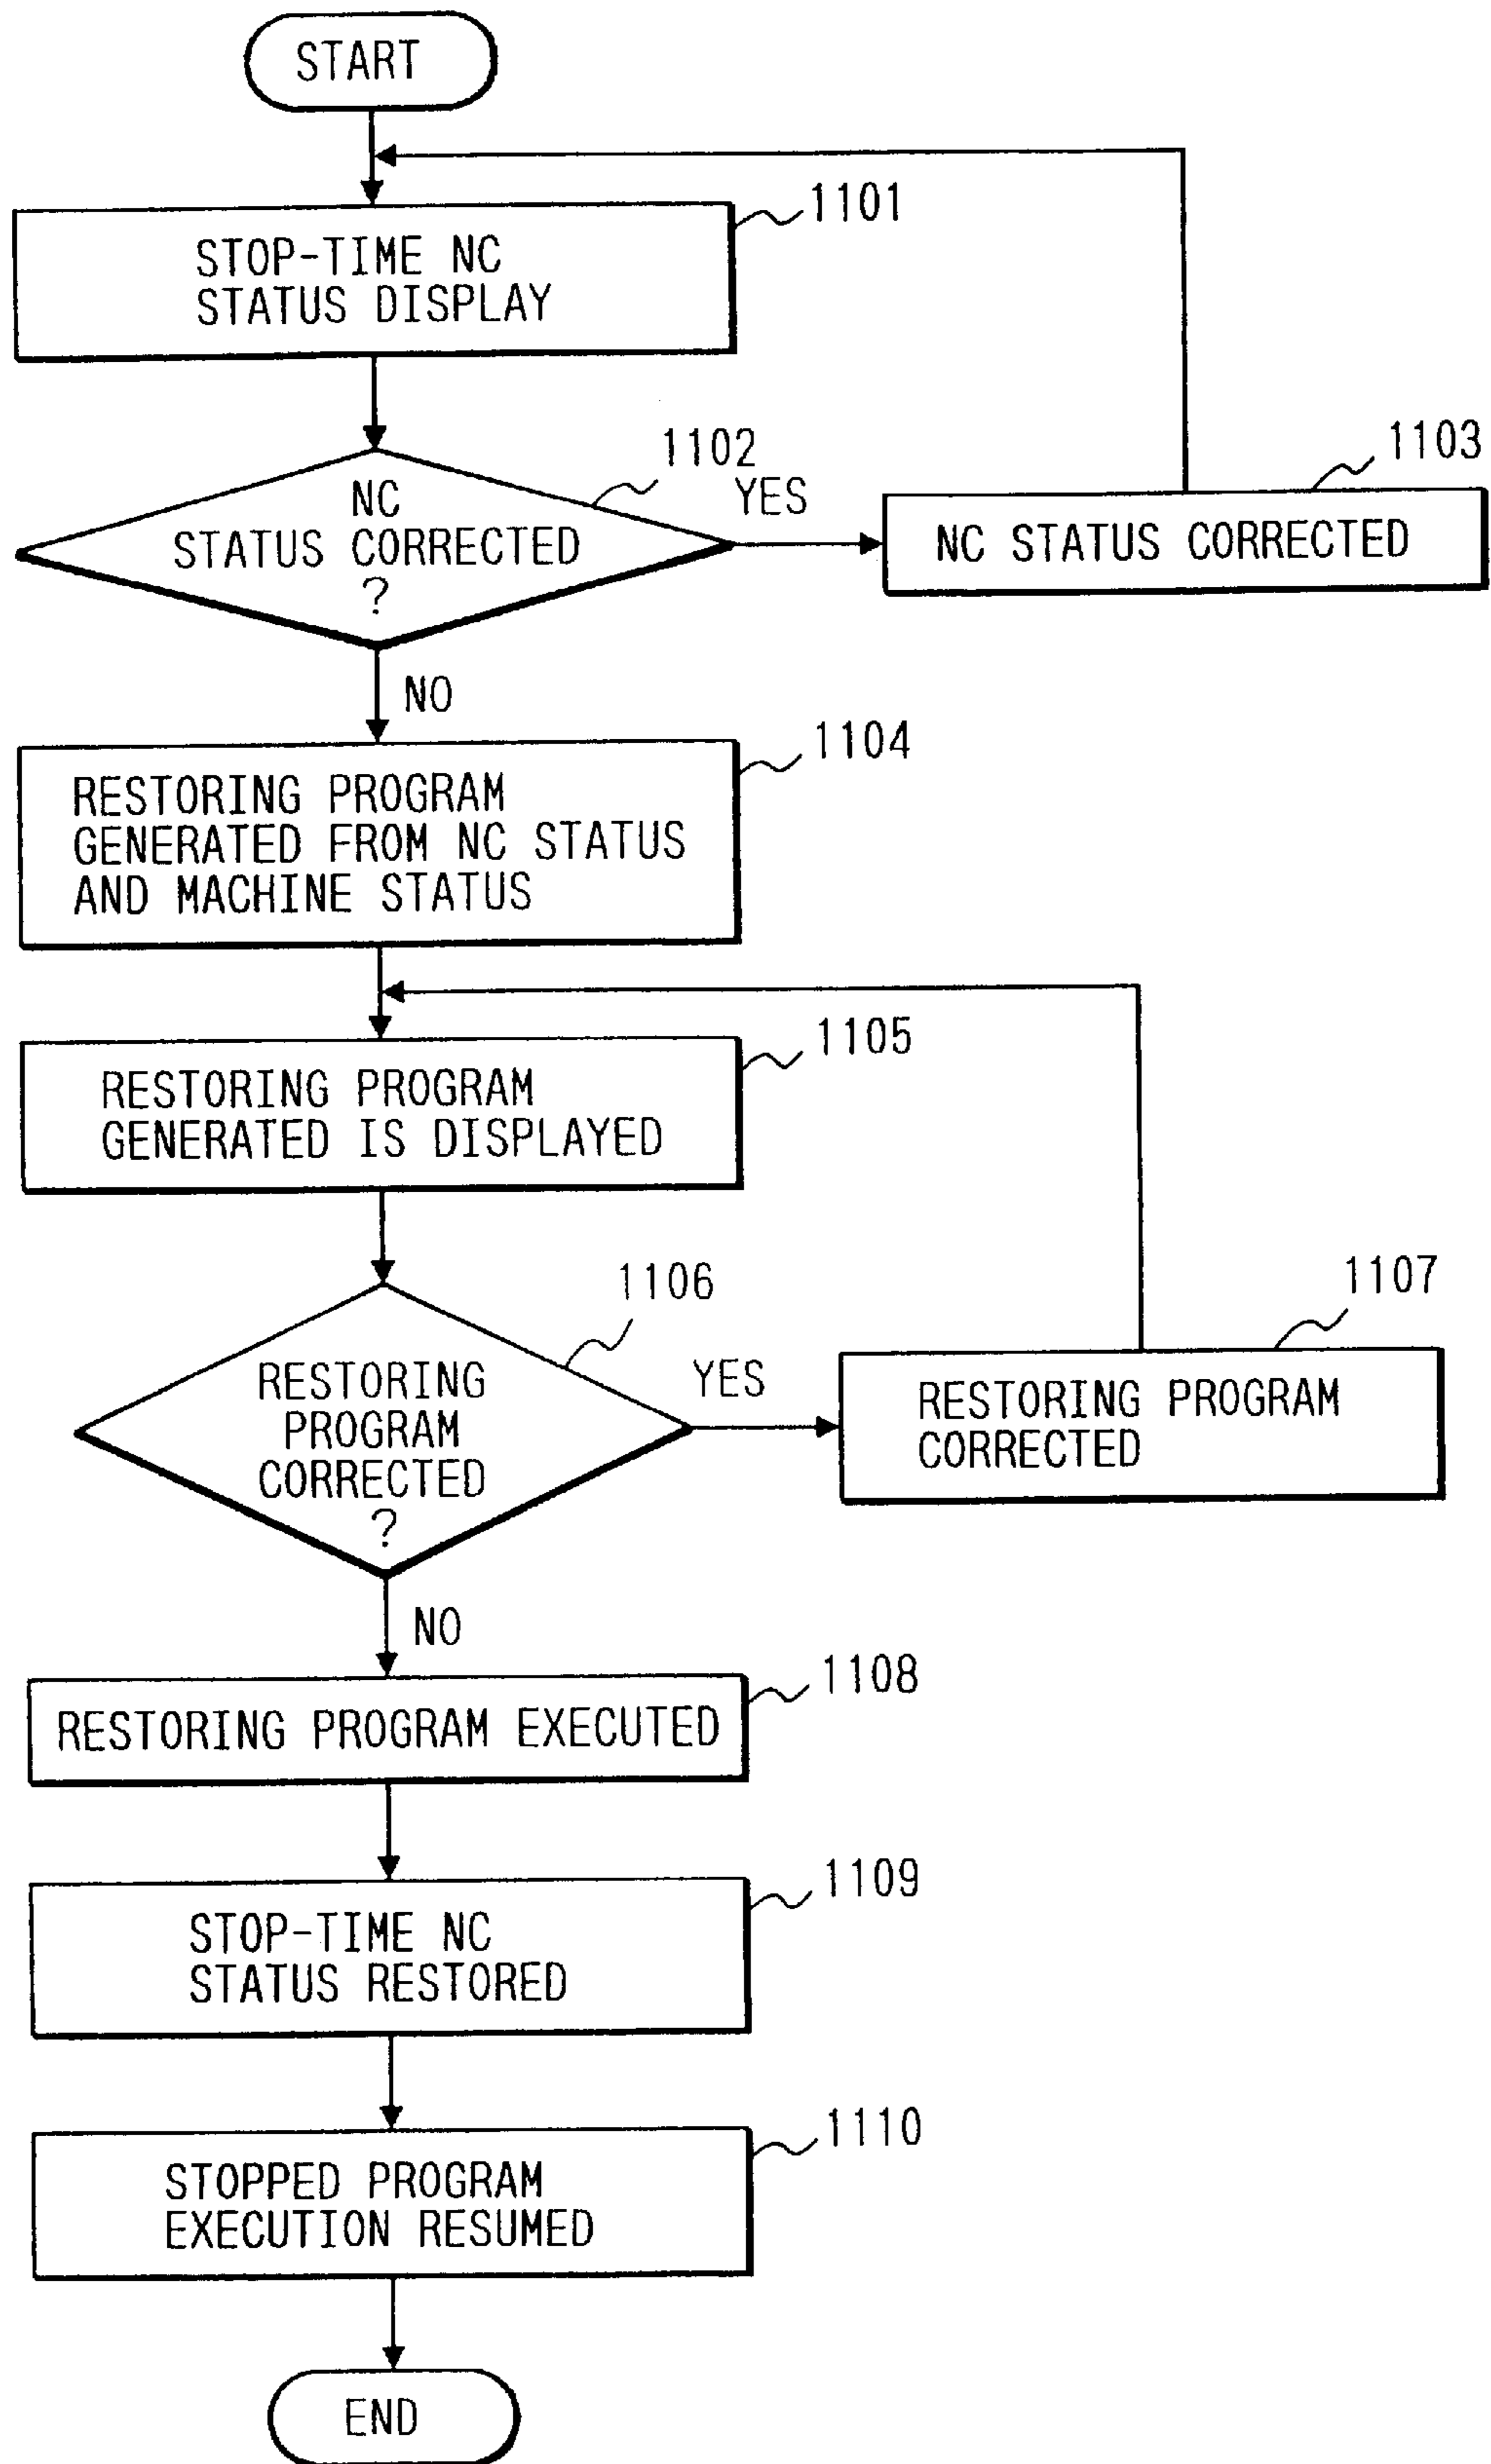 START
1101
STOP-TIME NC
STATUS DISPLAY
1102
NC
STATUS CORRECTED
?
YES
1103
NC STATUS CORRECTED
NO
1104
RESTORING PROGRAM
GENERATED FROM NC STATUS
AND MACHINE STATUS
1105
RESTORING PROGRAM
GENERATED IS DISPLAYED
1106
RESTORING
PROGRAM
CORRECTED
?
YES
1107
RESTORING PROGRAM
CORRECTED
NO
1108
RESTORING PROGRAM EXECUTED
1109
STOP-TIME NC
STATUS RESTORED
1110
STOPPED PROGRAM
EXECUTION RESUMED
END